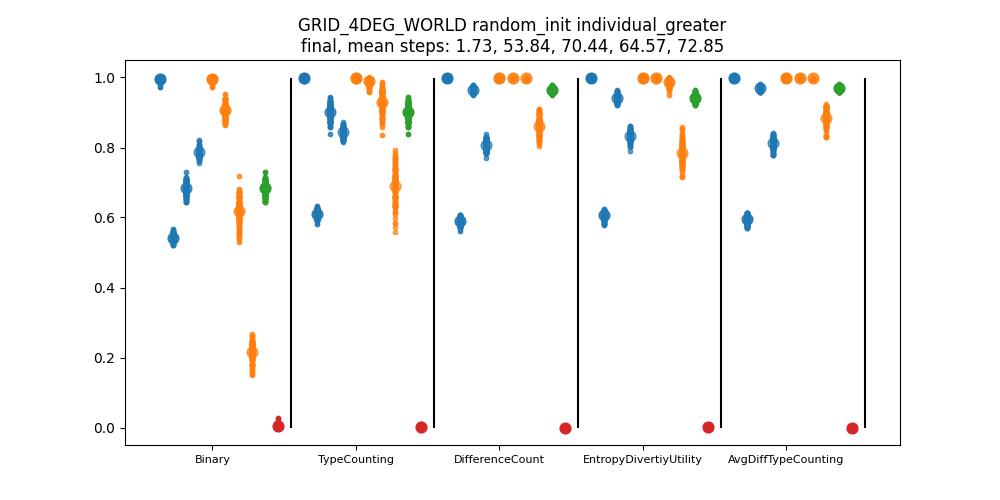 GRID_4DEG_WORLD random_init individual_greater
final, mean steps: 1.73, 53.84, 70.44, 64.57, 72.85
1.0
0.8
0.6
0.4
0.2
0.0
Binary
TypeCounting
DifferenceCount
EntropyDivertiyUtility
AvgDiffTypeCounting